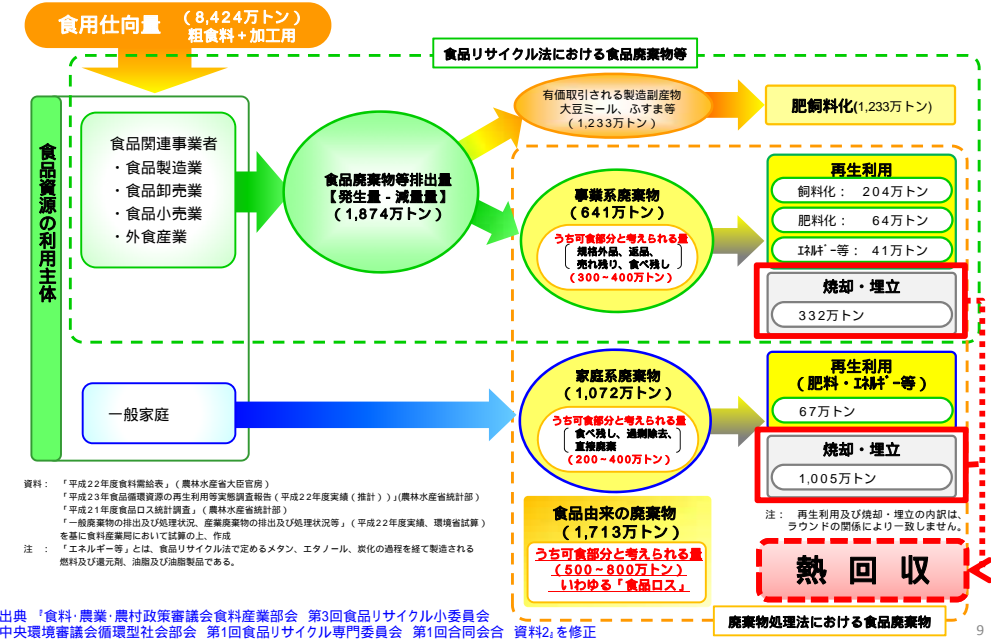 食用仕向量 （8,424万トン）
粗食料＋加工用
食品リサイクル法における食品廃棄物等
食品資源の利用主体
食品関連事業者
・食品製造業
・食品卸売業
・食品小売業
・外食産業
食品廃棄物等排出量
【発生量－減量量】
（1,874万トン）
有価取引される製造副産物
大豆ミール、ふすま等
（1,233万トン）
肥飼料化(1,233万トン)
事業系廃棄物
（641万トン）
うち可食部分と考えられる量
規格外品、返品、
売れ残り、食べ残し
（300～400万トン）
再生利用
飼料化： 204万トン
肥料化： 64万トン
ｴﾈﾙｷﾞｰ等： 41万トン
焼却・埋立
332万トン
一般家庭
家庭系廃棄物
（1,072万トン）
うち可食部分と考えられる量
食べ残し、過剰除去、
直接廃棄
（200～400万トン）
再生利用
（肥料・ｴﾈﾙｷﾞｰ等）
67万トン
焼却・埋立
1,005万トン
資料： 「平成22年度食料需給表」（農林水産省大臣官房）
「平成23年食品循環資源の再利用等実態調査報告（平成22年度実績（推計））」(農林水産省統計部）
「平成21年度食品ロス統計調査」（農林水産省統計部）
「一般廃棄物の排出及び処理状況、産業廃棄物の排出及び処理状況等」（平成22年度実績、環境省試算）
を基に食料産業局において試算の上、作成
注 ： 「エネルギー等」とは、食品リサイクル法で定めるメタン、エタノール、炭化の過程を経て製造される
燃料及び還元剤、油脂及び油脂製品である。
食品由来の廃棄物
（1,713万トン）
うち可食部分と考えられる量
（500～800万トン）
いわゆる「食品ロス」
注： 再生利用及び焼却・埋立の内訳は、
ラウンドの関係により一致しません。
熱 回 収
廃棄物処理法における食品廃棄物
出典 『食料･農業･農村政策審議会食料産業部会 第3回食品リサイクル小委員会
中央環境審議会循環型社会部会 第1回食品リサイクル専門委員会 第1回合同会合 資料2』を修正
9